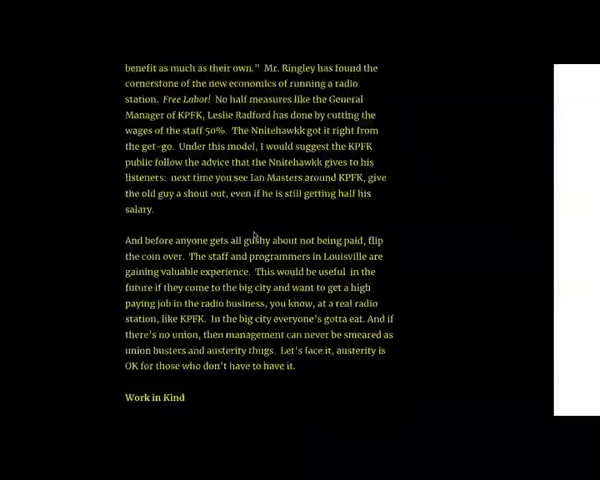 benefit as much as their own." Mr. Ringley has found the
cornerstone of the new economics of running a radio
station. Free Labor! No half measures like the General
Manager of KPFK, Leslie Radford has done by cutting the
wages of the staff 50%. The Nnitehawkk got it right from
the get-go. Under this model, I would suggest the KPFK
public follow the advice that the Nnitehawkk gives to his
listeners: next time you see Ian Masters around KPFK, give
the old guy a shout out, even if he is still getting half his
salary.
And before anyone gets all gushy about not being paid, flip
the coin over. The staff and programmers in Louisville are
gaining valuable experience. This would be useful in the
future if they come to the big city and want to get a high
paying job in the radio business, you know, at a real radio
station, like KPFK. In the big city everyone's gotta eat. And if
there's no union, then management can never be smeared as
union busters and austerity thugs. Let's face it, austerity is
OK for those who don't have to have it.
Work in Kind